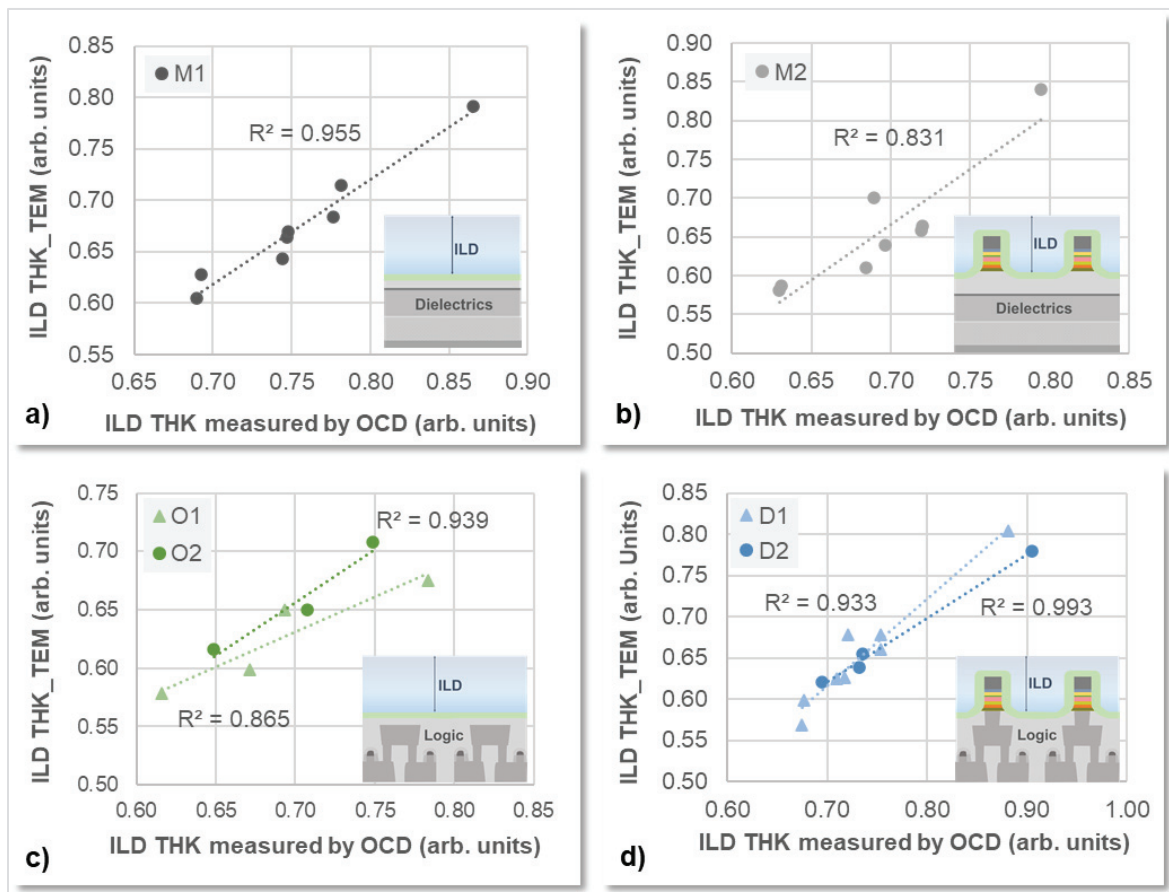 0.85
0.80
0.75
0.70
0.65
0.60
0.55
ILD THK_TEM (arb. units)
M1
R² = 0.955
ILD
Dielectrics
0.65 0.70 0.75 0.80 0.85 0.90
a)
ILD THK measured by OCD (arb. units)
0.90
0.85
0.80
0.75
0.70
0.65
0.60
0.55
0.50
ILD THK_TEM (arb. units)
M2
R² = 0.831
ILD
Dielectrics
0.60 0.65 0.70 0.75 0.80 0.85
b)
ILD THK measured by OCD (arb. units)
0.75
0.70
0.65
0.60
0.55
0.50
ILD THK_TEM (arb. units)
O1
O2
R² = 0.939
R² = 0.865
ILD
Logic
0.60 0.65 0.70 0.75 0.80 0.85
c)
ILD THK measured by OCD (arb. units)
0.85
0.80
0.75
0.70
0.65
0.60
0.55
0.50
ILD THK_TEM (arb. Units)
D1
D2
R² = 0.933
R² = 0.993
ILD
Logic
0.60 0.70 0.80 0.90 1.00
d)
ILD THK measured by OCD (arb. units)